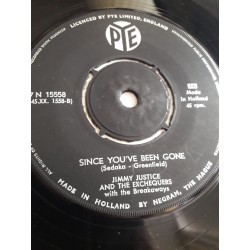 LICENCED BY PYE LIMITED, ENGLAND
PYE
7 N 15558
(45.XX. 1558-B)
Made in Holland
45 rpm.
SINCE YOU'VE BEEN GONE
(Sedaka - Greenfield)
JIMMY JUSTICE
AND THE EXCHEQUERS
with the Breakaways
MADE IN HOLLAND BY NEGRAM, THE HAGUE